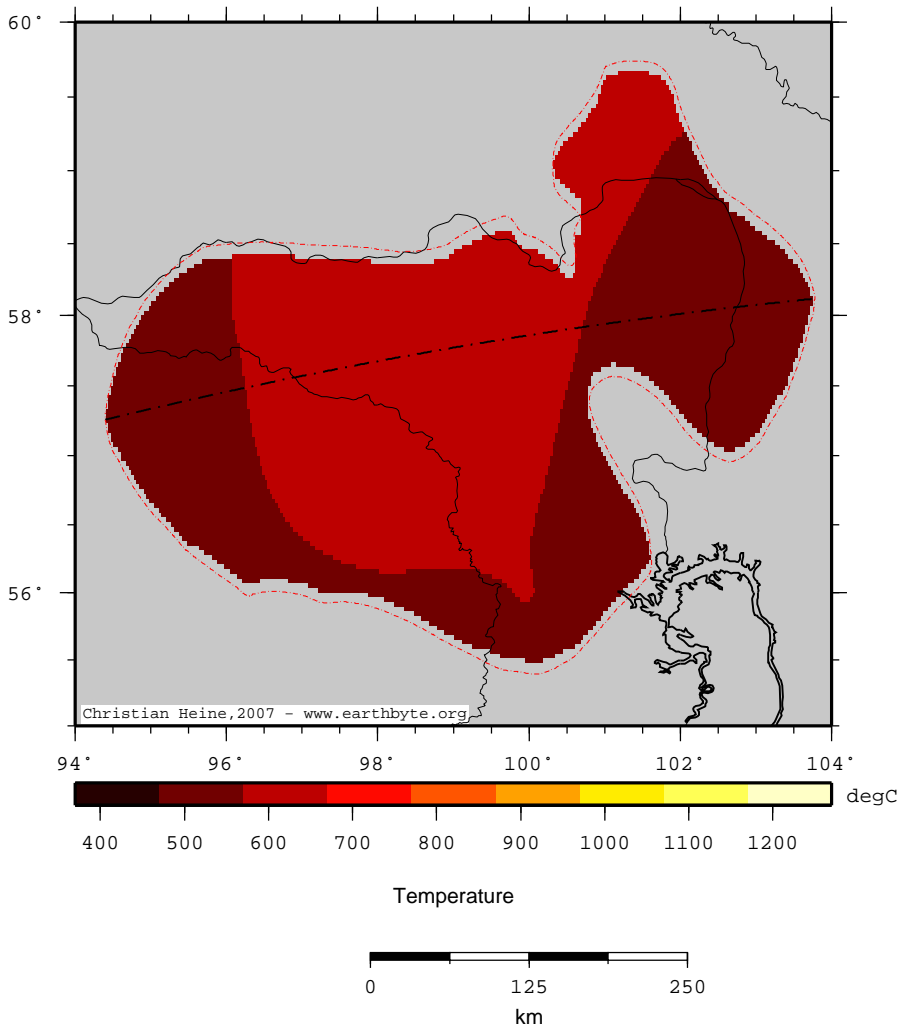 60°
58°
56°
Christian Heine,2007 - www.earthbyte.org
94° 96° 98° 100° 102° 104°
degC
400 500 600 700 800 900 1000 1100 1200
Temperature
0 125 250
km